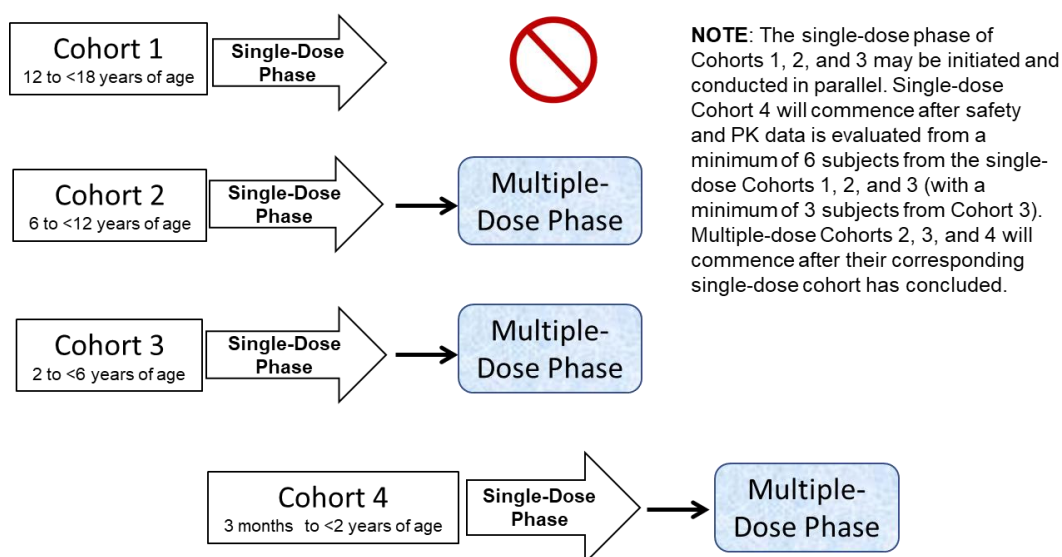 Cohort 1
12 to <18 years of age
Single-Dose
Phase
NOTE: The single-dose phase of
Cohorts 1, 2, and 3 may be initiated and
conducted in parallel. Single-dose
Cohort 4 will commence after safety
and PK data is evaluated from a
minimum of 6 subjects from the single-
dose Cohorts 1, 2, and 3 (with a
minimum of 3 subjects from Cohort 3).
Multiple-dose Cohorts 2, 3, and 4 will
commence after their corresponding
single-dose cohort has concluded.
Cohort 2
6 to <12 years of age
Single-Dose
Phase
Multiple-
Dose Phase
Cohort 3
2 to <6 years of age
Single-Dose
Phase
Multiple-
Dose Phase
Cohort 4
3 months to <2 years of age
Single-Dose
Phase
Multiple-
Dose Phase